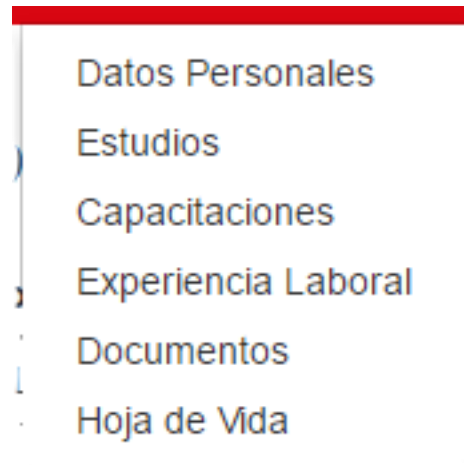 Datos Personales
Estudios
Capacitaciones
Experiencia Laboral
Documentos
Hoja de Vida